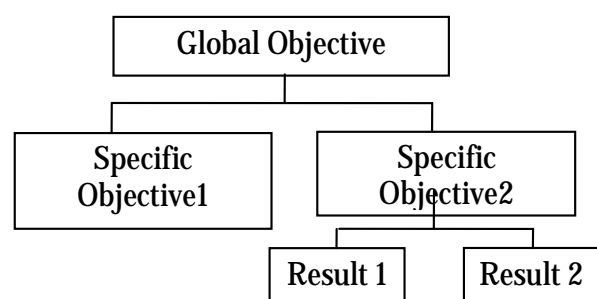 Global Objective
Specific
Objective1
Specific
Objective2
Result 1
Result 2